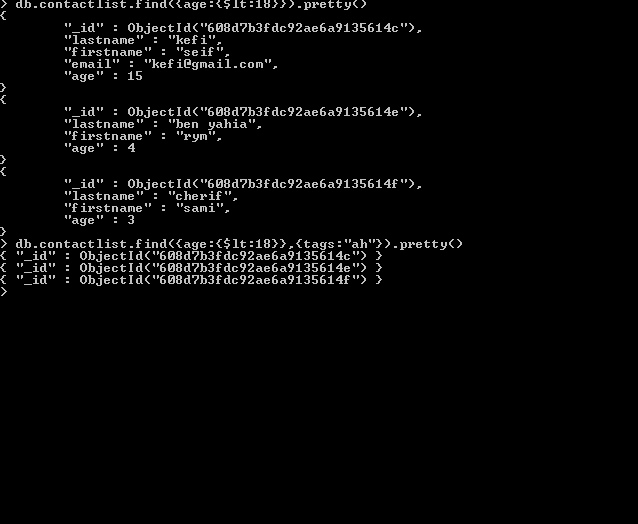 > db.contactlist.find({age:{$lt:18}}).pretty()
{
        "_id" : ObjectId("608d7b3fdc92ae6a9135614c"),
        "lastname" : "kefi",
        "firstname" : "seif",
        "email" : "kefi@gmail.com",
        "age" : 15
}
{
        "_id" : ObjectId("608d7b3fdc92ae6a9135614e"),
        "lastname" : "ben yahia",
        "firstname" : "rym",
        "age" : 4
}
{
        "_id" : ObjectId("608d7b3fdc92ae6a9135614f"),
        "lastname" : "cherif",
        "firstname" : "sami",
        "age" : 3
}
> db.contactlist.find({age:{$lt:18}},{tags:"ah"}).pretty()
{ "_id" : ObjectId("608d7b3fdc92ae6a9135614c") }
{ "_id" : ObjectId("608d7b3fdc92ae6a9135614e") }
{ "_id" : ObjectId("608d7b3fdc92ae6a9135614f") }
>